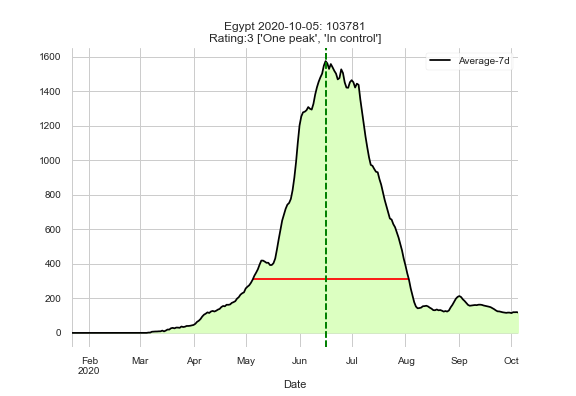 Egypt 2020-10-05: 103781
Rating:3 ['One peak', 'In control']
Average-7d
1600
1400
1200
1000
800
600
400
200
0
Feb Mar Apr May Jun Jul Aug Sep Oct
2020
Date